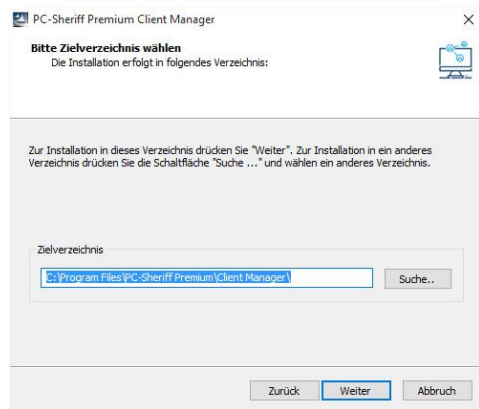 PC-Sheriff Premium Client Manager
Bitte Zielverzeichnis wählen
Die Installation erfolgt in folgendes Verzeichnis:
Zur Installation in dieses Verzeichnis drücken Sie "Weiter". Zur Installation in ein anderes
Verzeichnis drücken Sie die Schaltfläche "Suche ..." und wählen ein anderes Verzeichnis.
Zielverzeichnis
C:\Program Files\PC-Sheriff Premium\Client Manager\
Suche..
Zurück
Weiter
Abbruch